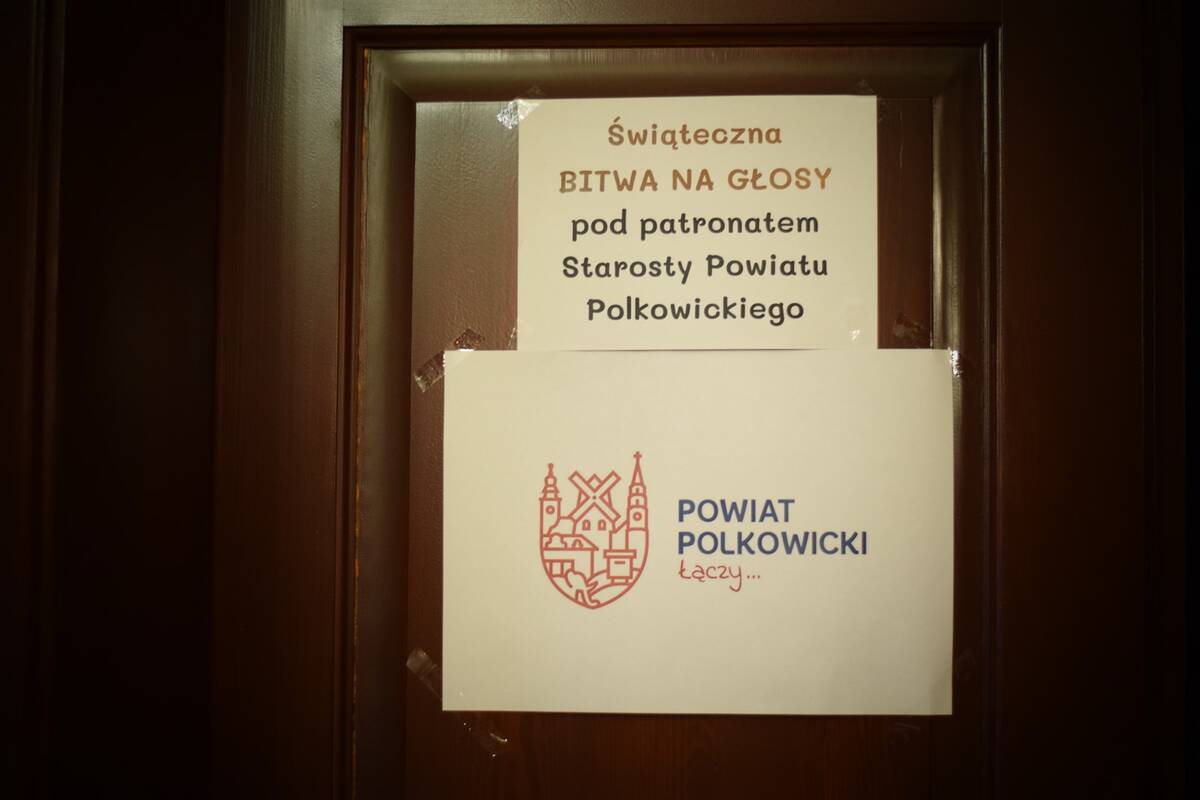 Świąteczna
BITWA NA GŁOSY
pod patronatem
Starosty Powiatu
Polkowickiego
POWIAT
POLKOWICKI
Łączy...